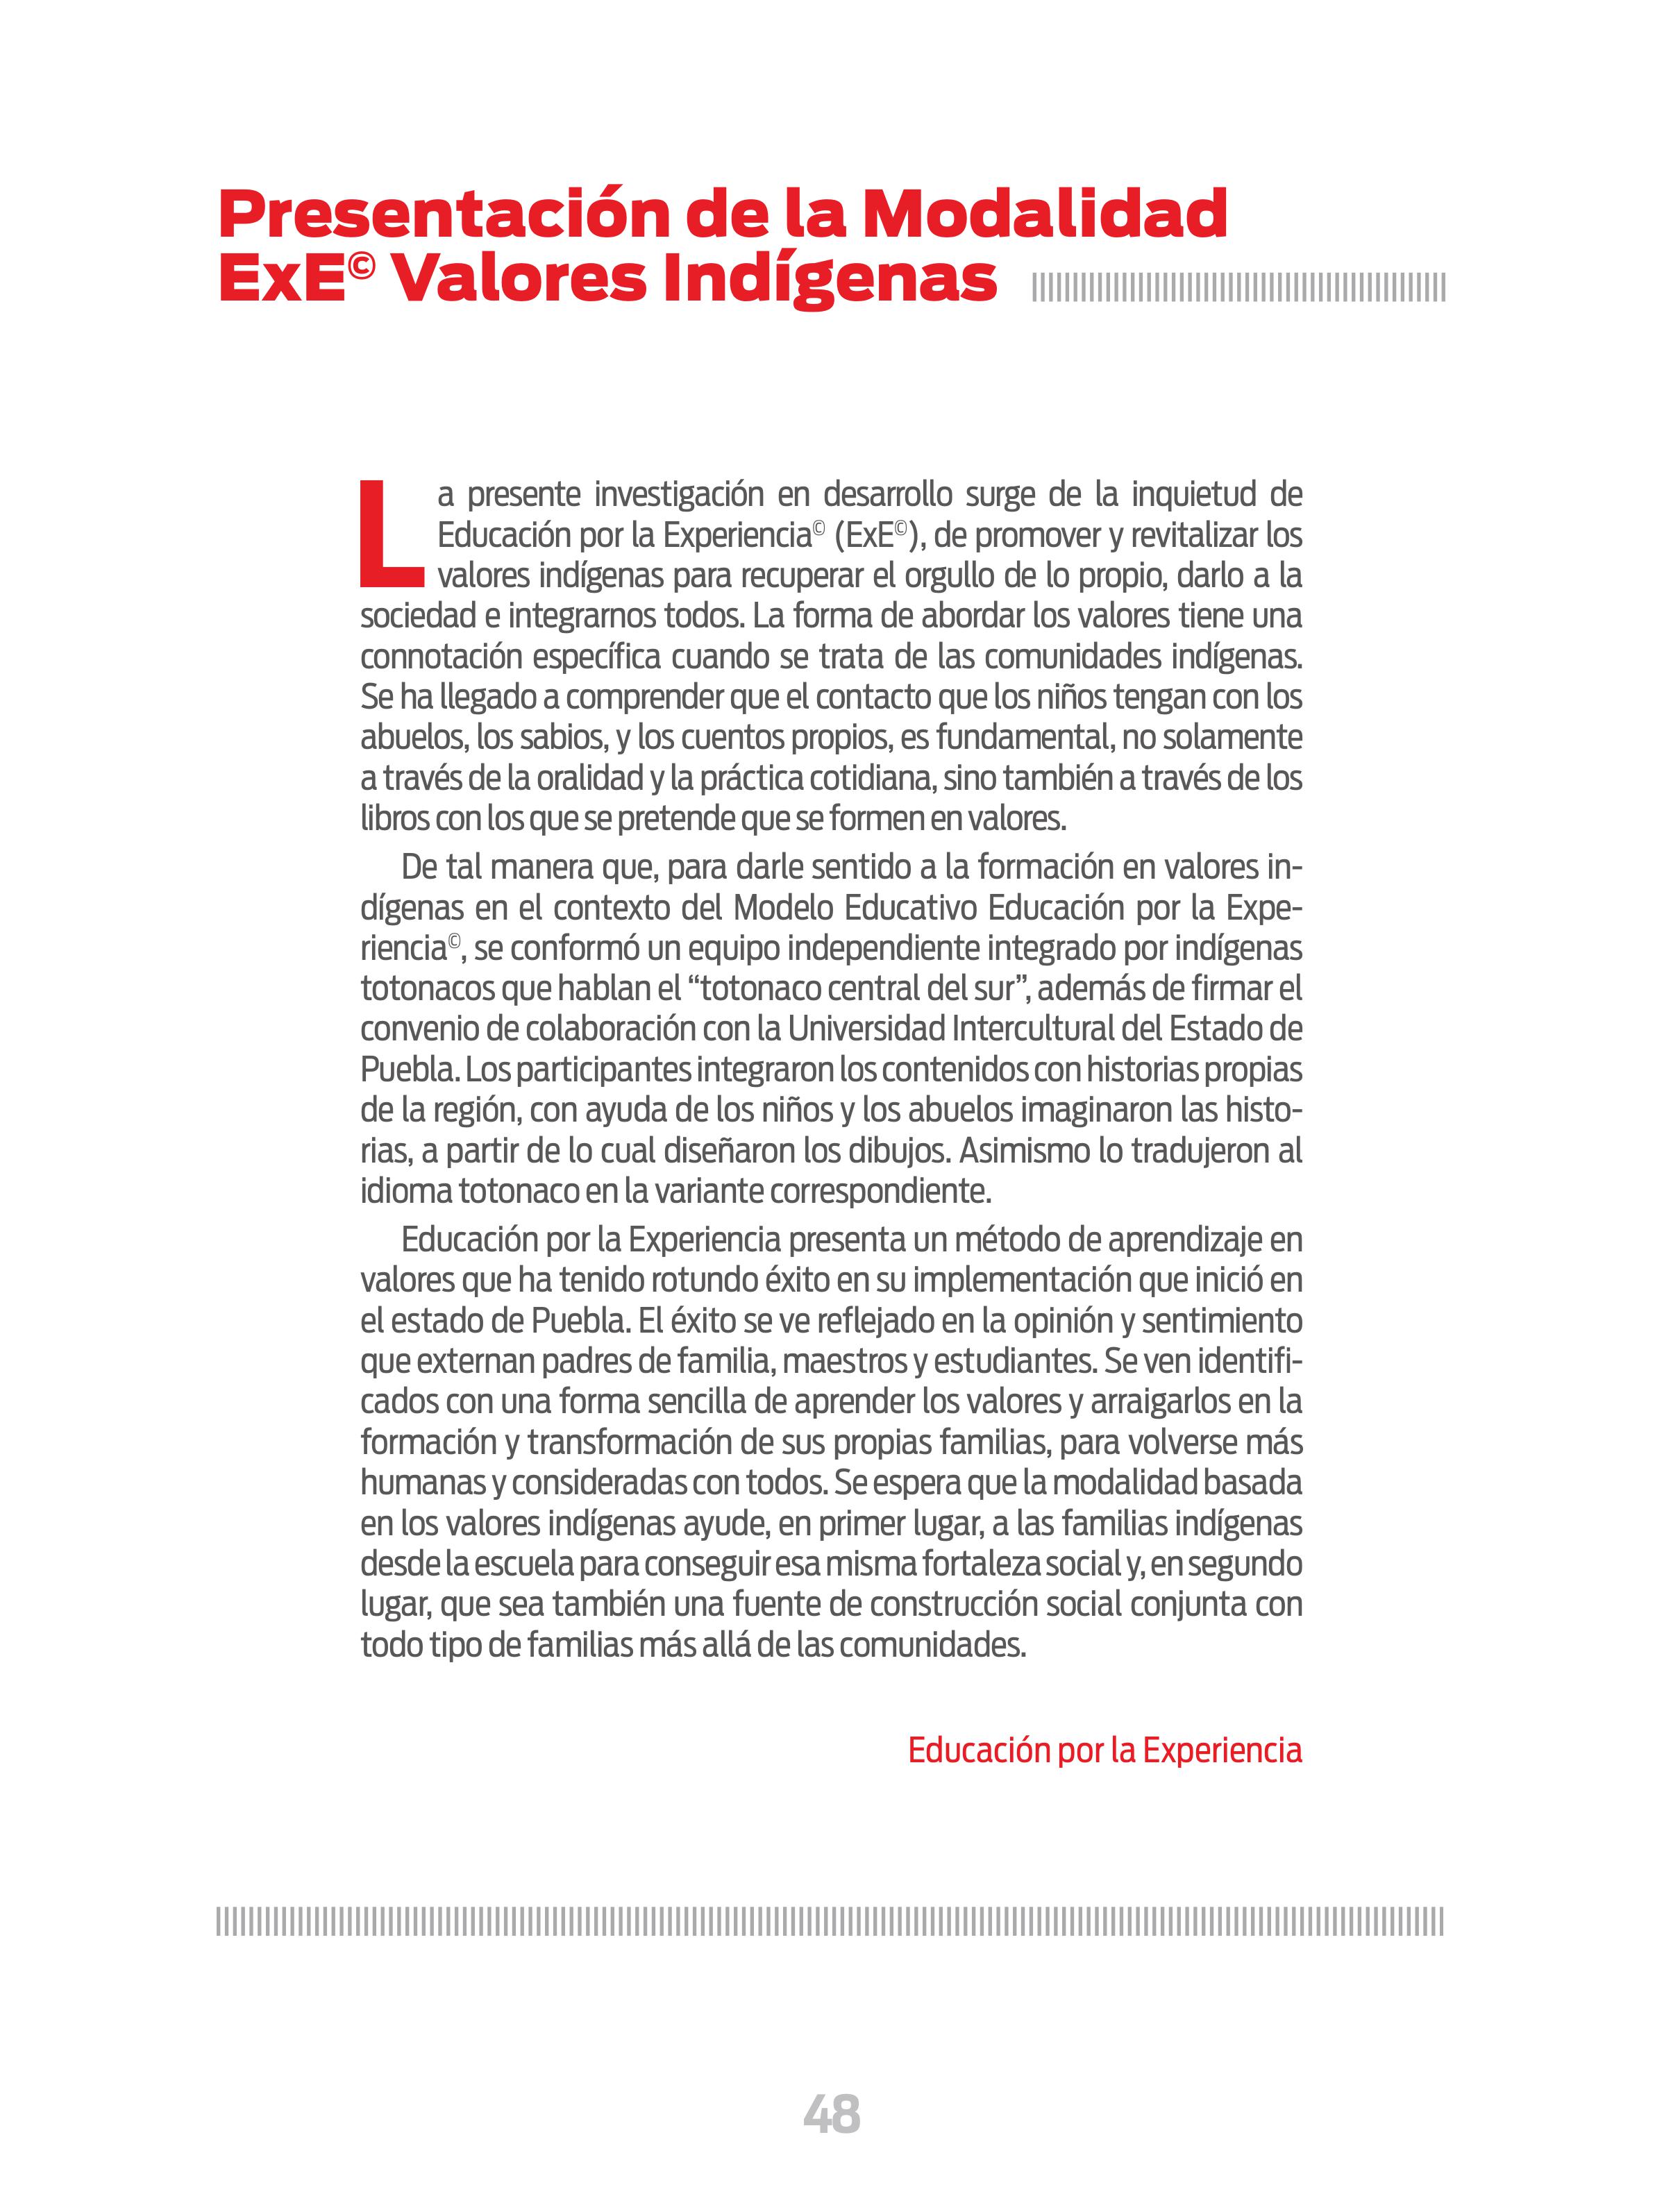 Presentación de la Modalidad
ExE© Valores Indígenas
La presente investigación en desarrollo surge de la inquietud de
Educación por la Experiencia© (ExE©), de promover y revitalizar los
valores indígenas para recuperar el orgullo de lo propio, darlo a la
sociedad e integrarnos todos. La forma de abordar los valores tiene una
connotación específica cuando se trata de las comunidades indígenas.
Se ha llegado a comprender que el contacto que los niños tengan con los
abuelos, los sabios, y los cuentos propios, es fundamental, no solamente
a través de la oralidad y la práctica cotidiana, sino también a través de los
libros con los que se pretende que se formen en valores.
De tal manera que, para darle sentido a la formación en valores in-
dígenas en el contexto del Modelo Educativo Educación por la Expe-
riencia©, se conformó un equipo independiente integrado por indígenas
totonacos que hablan el “totonaco central del sur”, además de firmar el
convenio de colaboración con la Universidad Intercultural del Estado de
Puebla. Los participantes integraron los contenidos con historias propias
de la región, con ayuda de los niños y los abuelos imaginaron las histo-
rias, a partir de lo cual diseñaron los dibujos. Asimismo lo tradujeron al
idioma totonaco en la variante correspondiente.
Educación por la Experiencia presenta un método de aprendizaje en
valores que ha tenido rotundo éxito en su implementación que inició en
el estado de Puebla. El éxito se ve reflejado en la opinión y sentimiento
que externan padres de familia, maestros y estudiantes. Se ven identifi-
cados con una forma sencilla de aprender los valores y arraigarlos en la
formación y transformación de sus propias familias, para volverse más
humanas y consideradas con todos. Se espera que la modalidad basada
en los valores indígenas ayude, en primer lugar, a las familias indígenas
desde la escuela para conseguir esa misma fortaleza social y, en segundo
lugar, que sea también una fuente de construcción social conjunta con
todo tipo de familias más allá de las comunidades.
Educación por la Experiencia
48